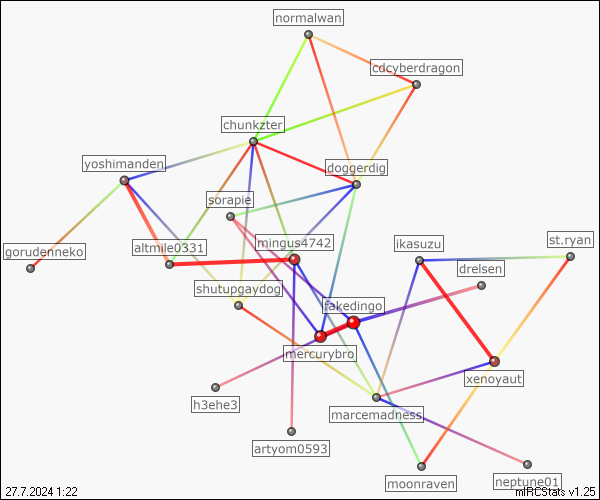 normalwan
cdcyberdragon
chunkzter
yoshimanden
doggerdig
sorapie
gorudenneko
altmile0331
mingus4742
ikasuzu
st.ryan
drelsen
shutupgaydog
fakedingo
mercurybro
xenoyaut
h3ehe3
marcemadness
artyom0593
moonraven
neptune01
27.7.2024 1:22
mIRCStats v1.25